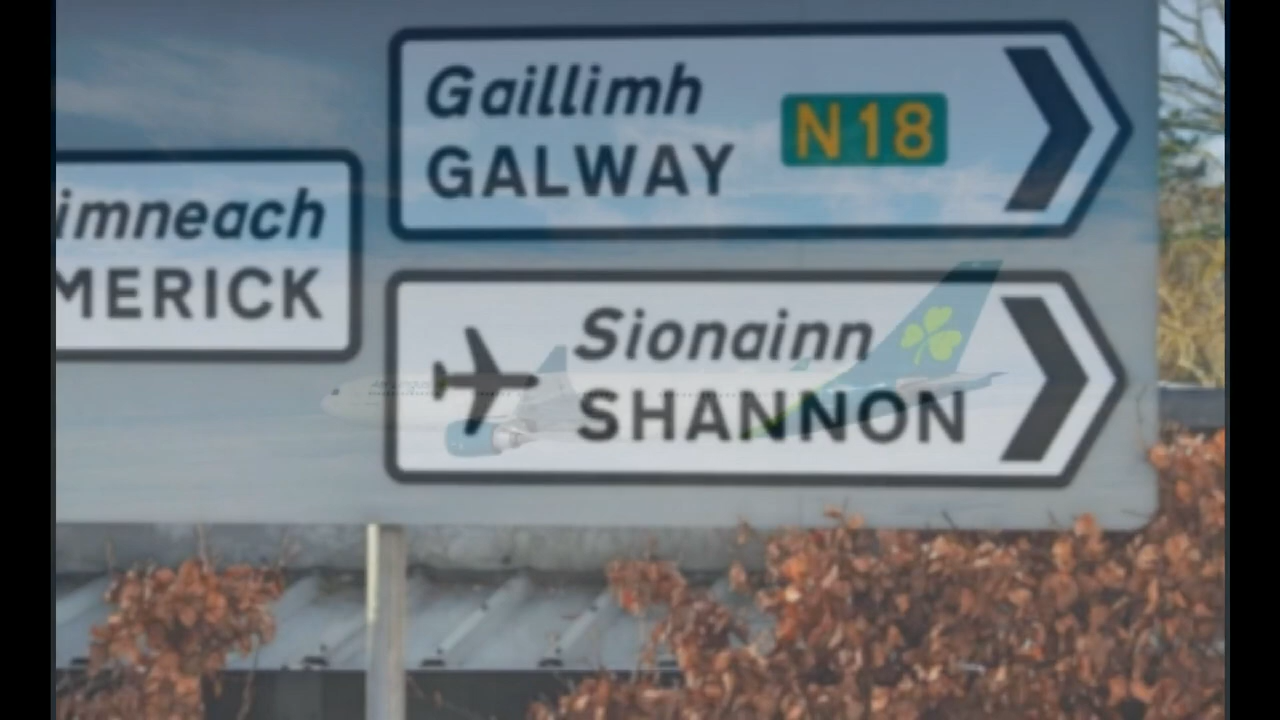 imneach
MERICK
Gaillimh
GALWAY
N18
Sionainn
SHANNON